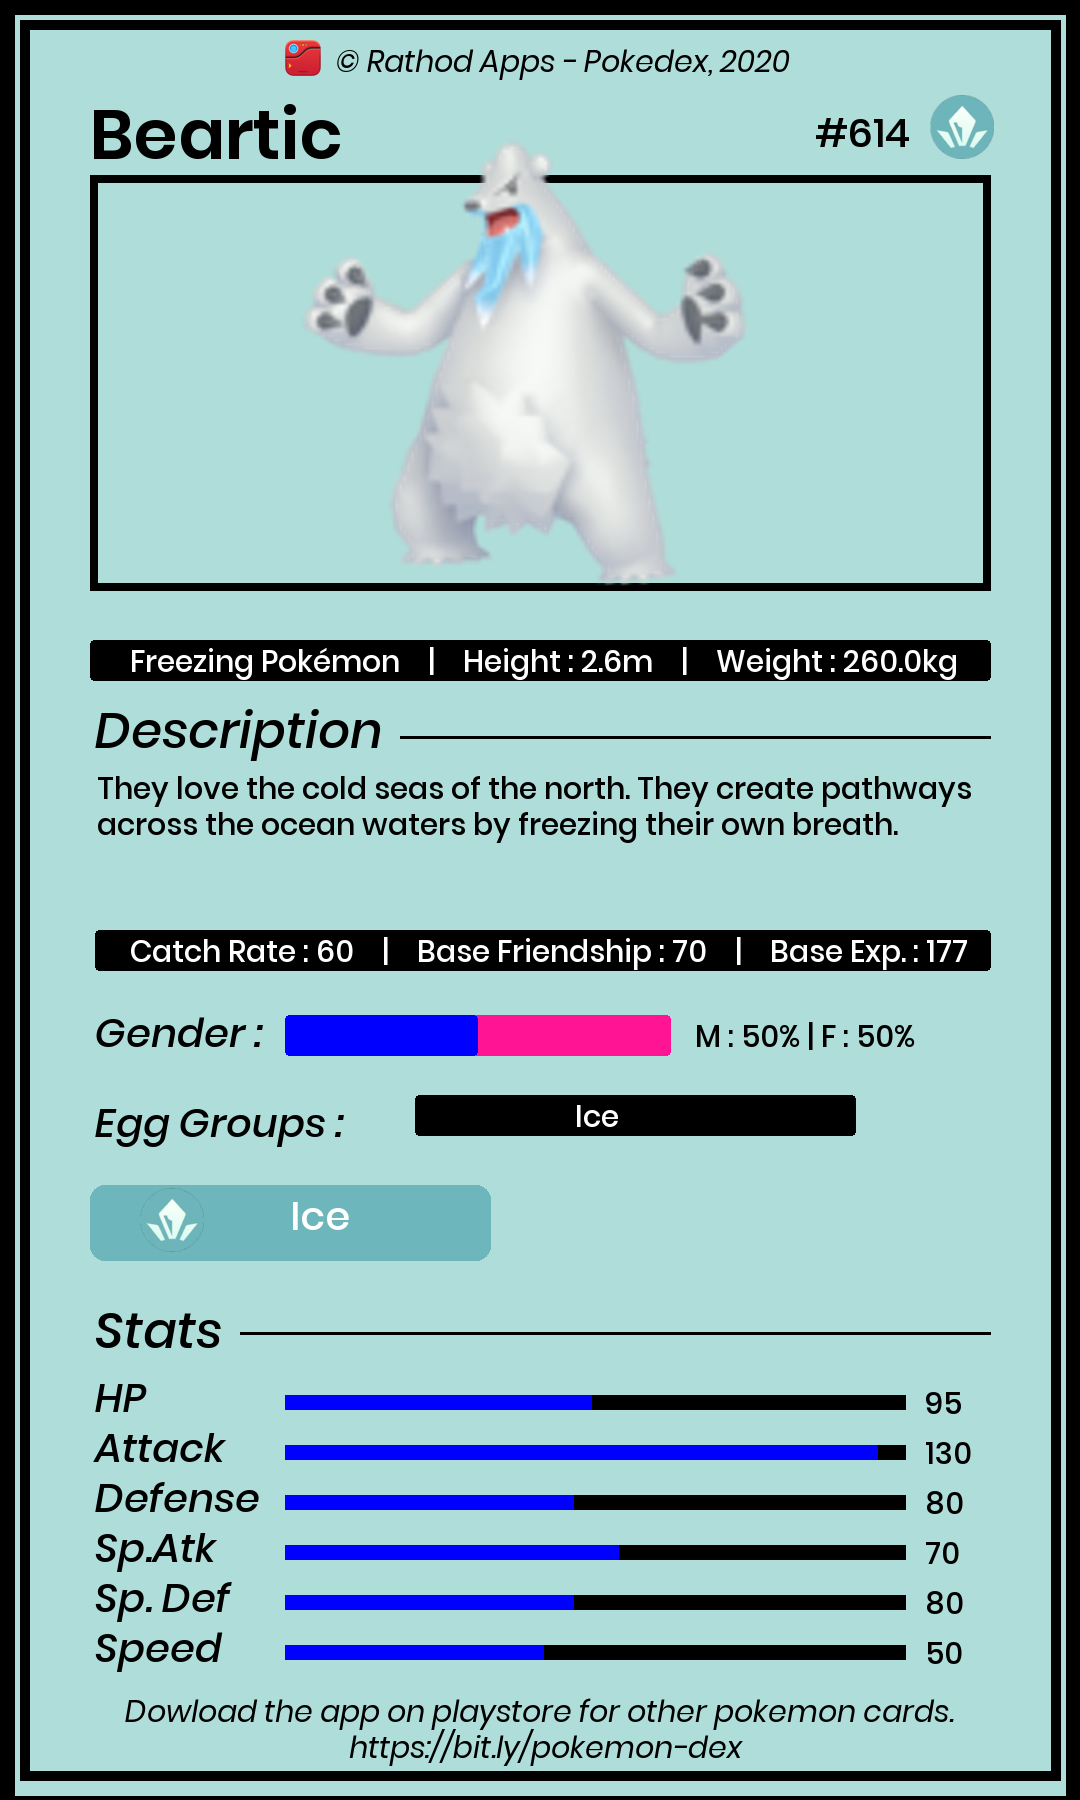 © Rathod Apps - Pokedex, 2020
Beartic
#614
Freezing Pokémon | Height : 2.6m | Weight : 260.0kg
Description
They love the cold seas of the north. They create pathways
across the ocean waters by freezing their own breath.
Catch Rate : 60 | Base Friendship : 70 | Base Exp. : 177
Gender : M : 50% | F : 50%
Egg Groups : Ice
Ice
Stats
HP 95
Attack 130
Defense 80
Sp.Atk 70
Sp. Def 80
Speed 50
Dowload the app on playstore for other pokemon cards.
https://bit.ly/pokemon-dex